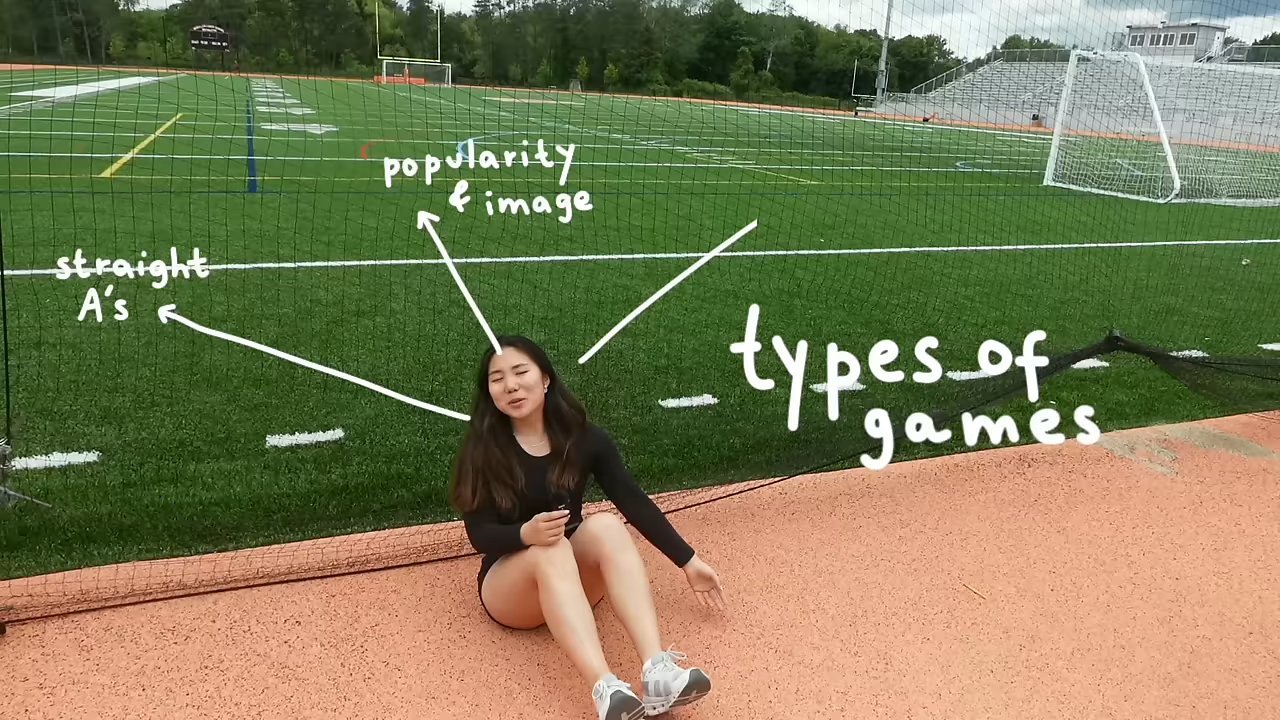 popularity
& image
straight
A's
types of
games